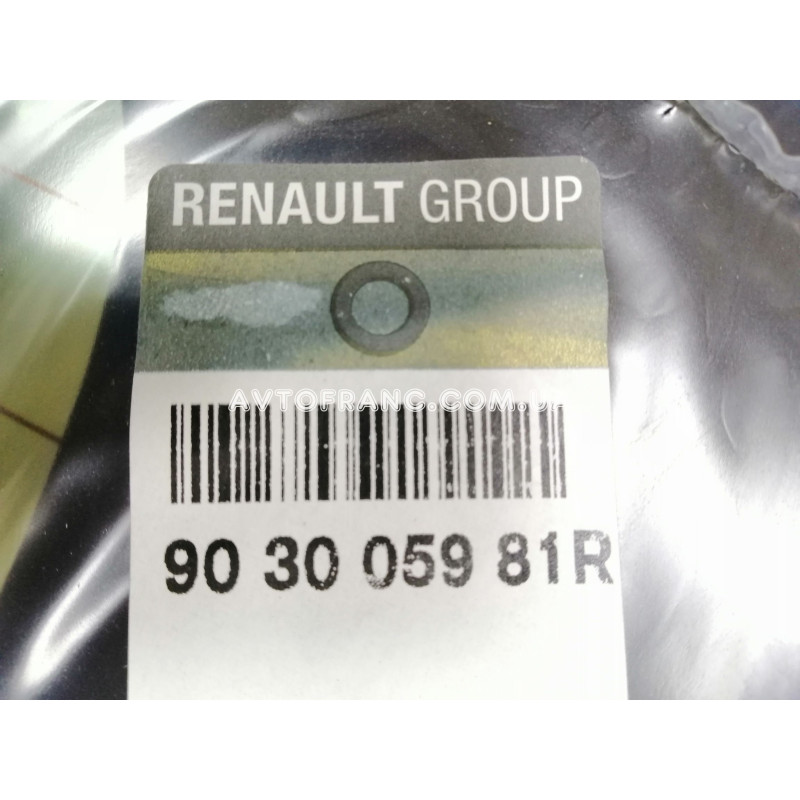 RENAULT GROUP
AVTOFRANC.COM.UA
90 30 059 81R